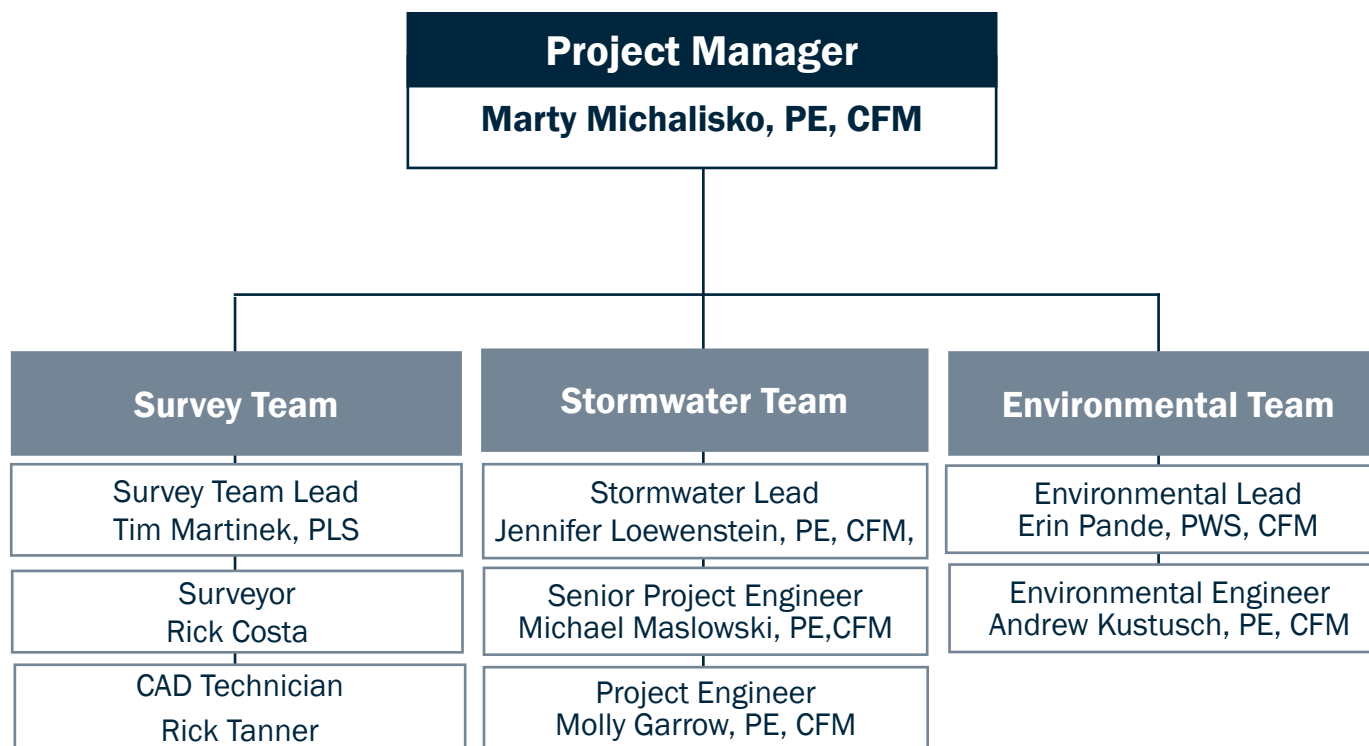 Project Manager
Marty Michalisko, PE, CFM
Survey Team
Survey Team Lead
Tim Martinek, PLS
Surveyor
Rick Costa
CAD Technician
Rick Tanner
Stormwater Team
Stormwater Lead
Jennifer Loewenstein, PE, CFM,
Senior Project Engineer
Michael Maslowski, PE,CFM
Project Engineer
Molly Garrow, PE, CFM
Environmental Team
Environmental Lead
Erin Pande, PWS, CFM
Environmental Engineer
Andrew Kustusch, PE, CFM